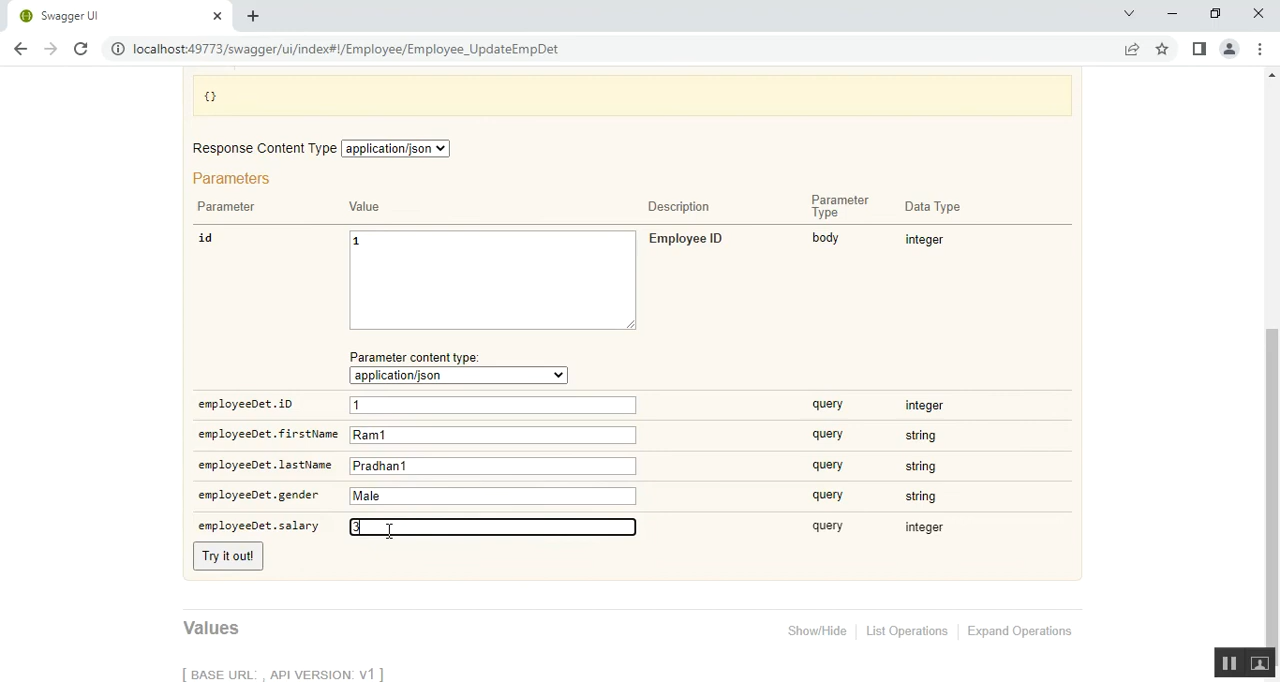 Swagger UI
localhost:49773/swagger/ui/index#!/Employee/Employee_UpdateEmpDet
{}
Response Content Type application/json
Parameters
Parameter Value Description Parameter Type Data Type
id 1 Employee ID body integer
Parameter content type:
application/json
employeeDet.iD 1 query integer
employeeDet.firstName Ram1 query string
employeeDet.lastName Pradhan1 query string
employeeDet.gender Male query string
employeeDet.salary 3 query integer
Try it out!
Values Show/Hide List Operations Expand Operations
[ BASE URL: , API VERSION: V1 ]